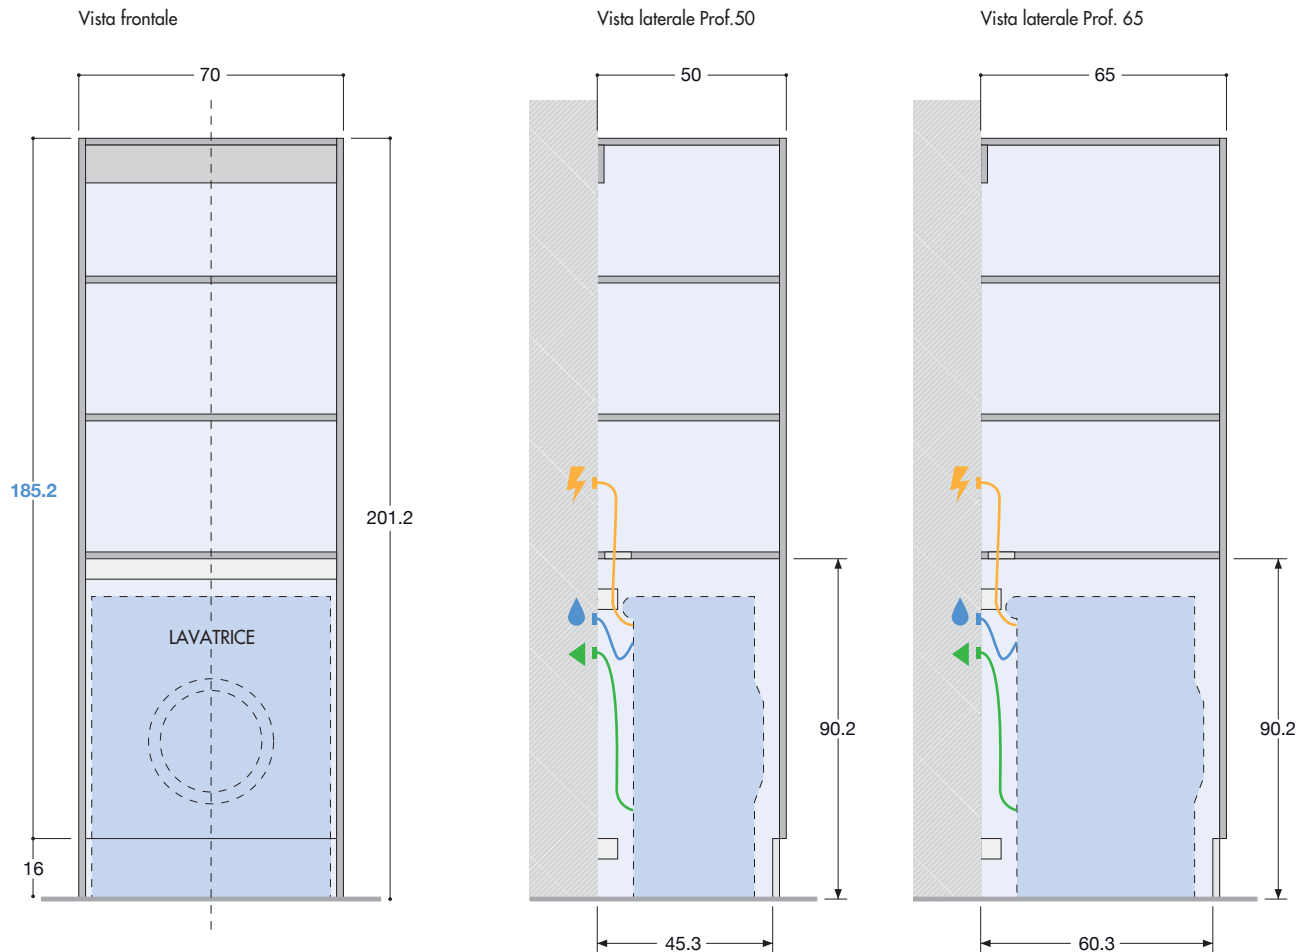 Vista frontale
Vista laterale Prof.50
Vista laterale Prof. 65
70
50
65
185.2
201.2
LAVATRICE
90.2
90.2
16
45.3
60.3